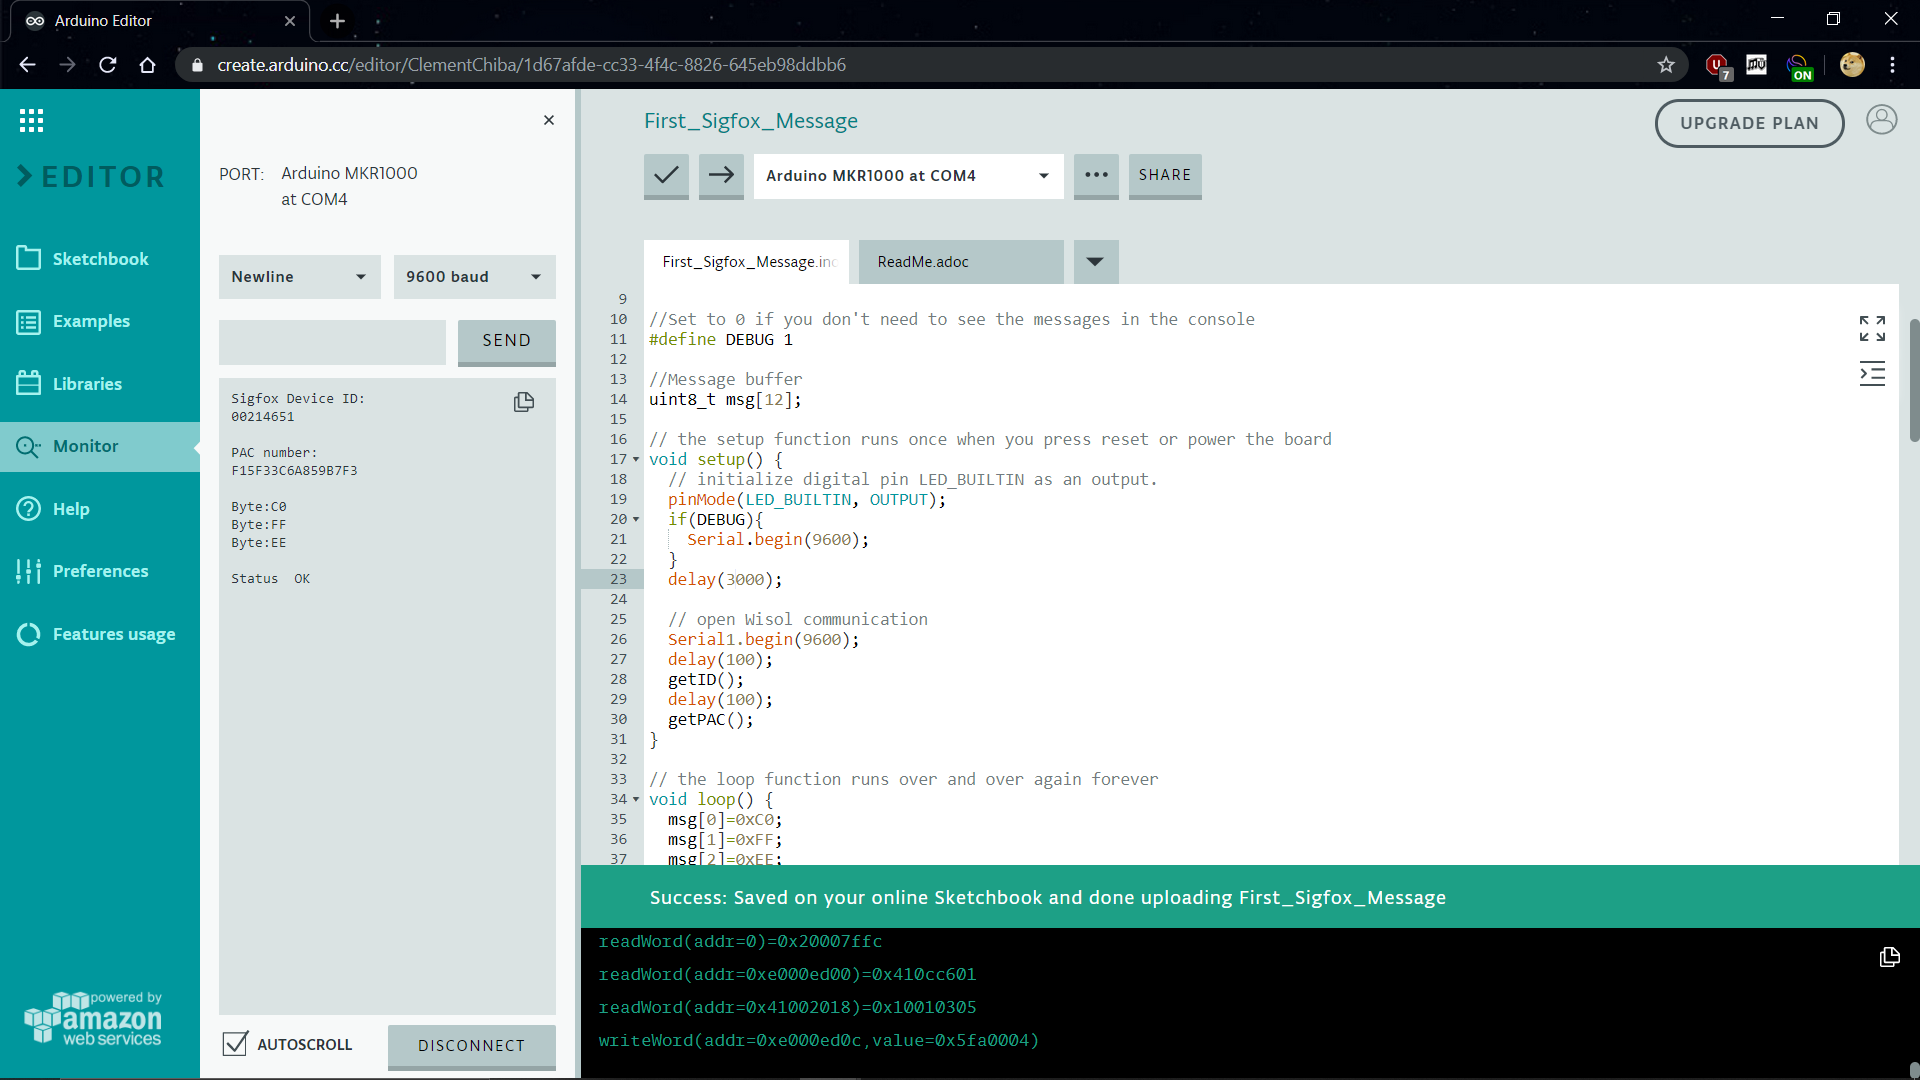 Arduino Editor
create.arduino.cc/editor/ClementChiba/1d67afde-cc33-4f4c-8826-645eb98ddbb6
7
ON
EDITOR
Sketchbook
Examples
Libraries
Monitor
Help
Preferences
Features usage
powered by
amazon
web services
PORT: Arduino MKR1000
at COM4
Newline
9600 baud
SEND
Sigfox Device ID:
00214651
PAC number:
F15F33C6A859B7F3
Byte:C0
Byte:FF
Byte:EE
Status  OK
AUTOSCROLL
DISCONNECT
First_Sigfox_Message
UPGRADE PLAN
Arduino MKR1000 at COM4
SHARE
First_Sigfox_Message.ino
ReadMe.adoc
9
10 //Set to 0 if you don't need to see the messages in the console
11 #define DEBUG 1
12
13 //Message buffer
14 uint8_t msg[12];
15
16 // the setup function runs once when you press reset or power the board
17 void setup() {
18   // initialize digital pin LED_BUILTIN as an output.
19   pinMode(LED_BUILTIN, OUTPUT);
20   if(DEBUG){
21     Serial.begin(9600);
22   }
23   delay(3000);
24
25   // open Wisol communication
26   Serial1.begin(9600);
27   delay(100);
28   getID();
29   delay(100);
30   getPAC();
31 }
32
33 // the loop function runs over and over again forever
34 void loop() {
35   msg[0]=0xC0;
36   msg[1]=0xFF;
37   msg[2]=0xEE;
Success: Saved on your online Sketchbook and done uploading First_Sigfox_Message
readWord(addr=0)=0x20007ffc
readWord(addr=0xe000ed00)=0x410cc601
readWord(addr=0x41002018)=0x10010305
writeWord(addr=0xe000ed0c,value=0x5fa0004)